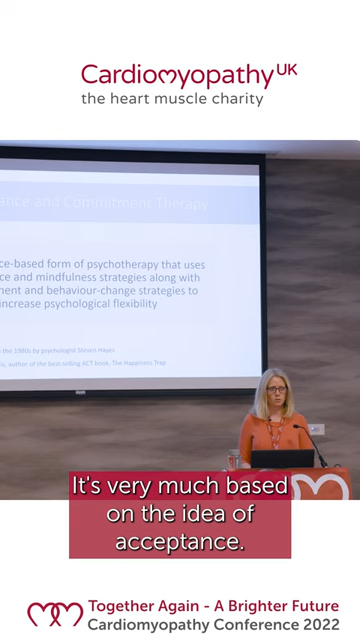 Cardiomyopathy UK
the heart muscle charity
ance and Commitment Therapy
ce-based form of psychotherapy that uses
ce and mindfulness strategies along with
ment and behaviour-change strategies to
increase psychological flexibility
the 1980s by psychologist Steven Hayes
author of the best-selling ACT book, The Happiness Trap
It's very much based
on the idea of
acceptance.
Together Again - A Brighter Future
Cardiomyopathy Conference 2022